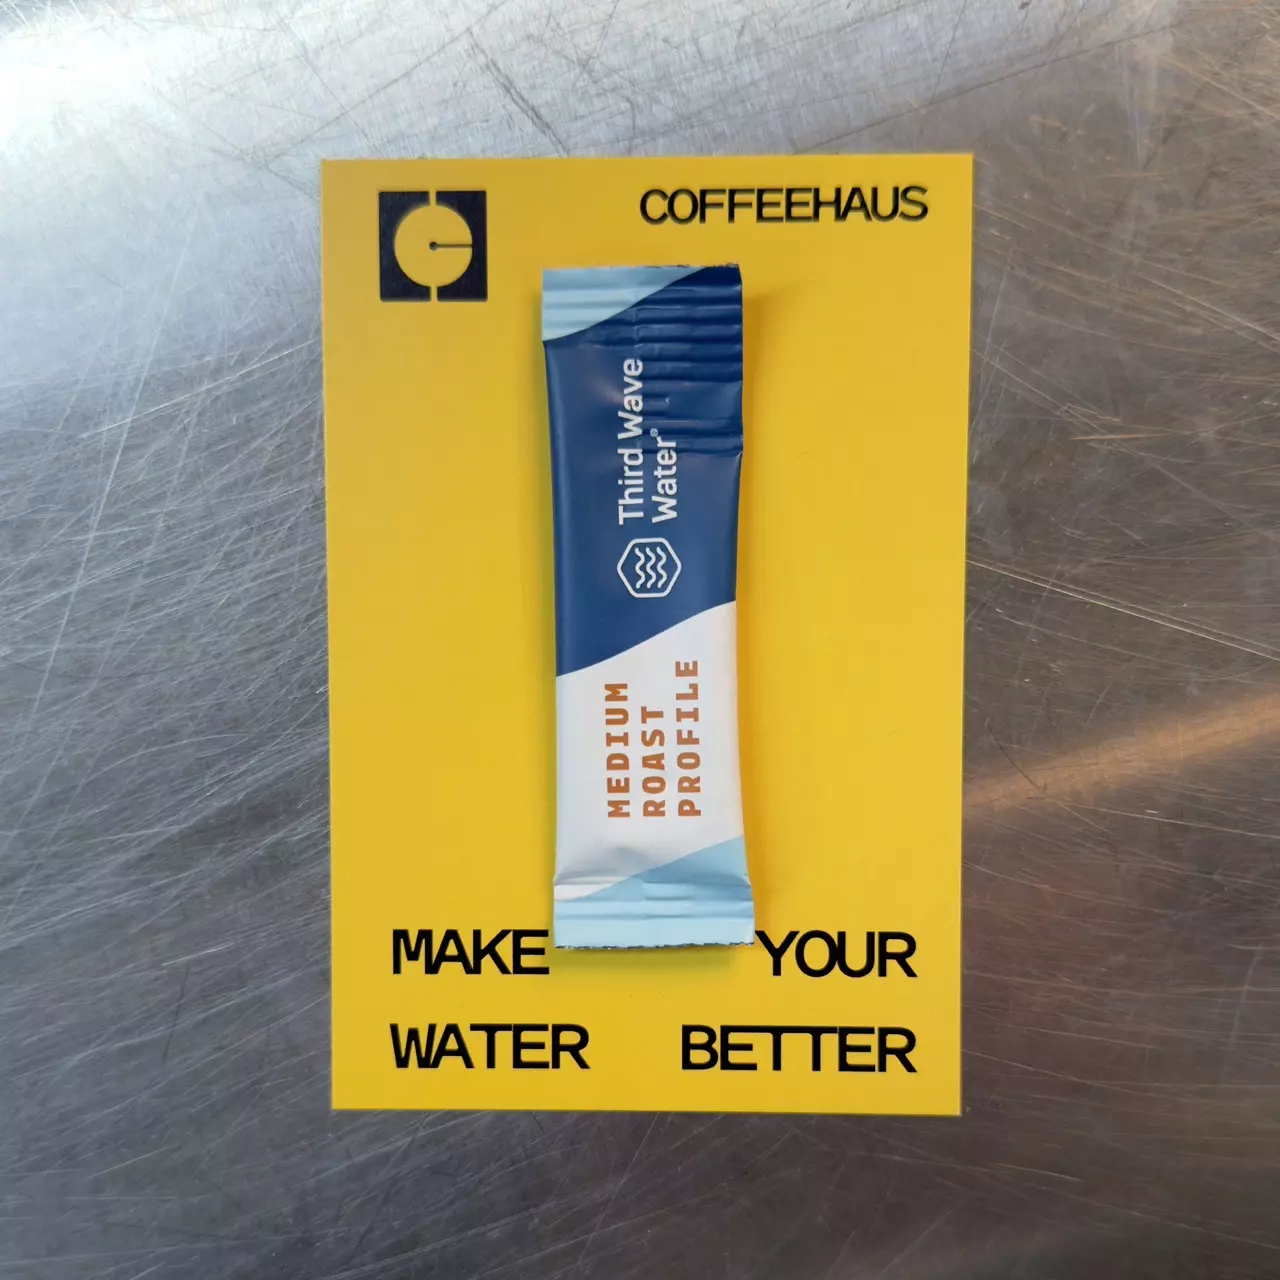 COFFEEHAUS
Third Wave
Water®
MEDIUM
ROAST
PROFILE
MAKE YOUR
WATER BETTER